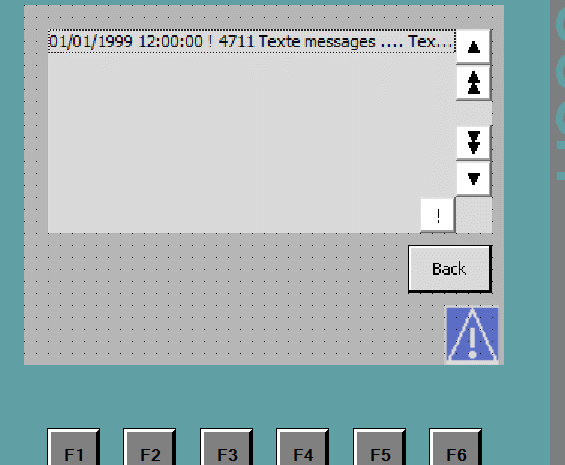 01/01/1999 12:00:00 ! 4711 Texte messages .... Tex...
!
Back
F1 F2 F3 F4 F5 F6